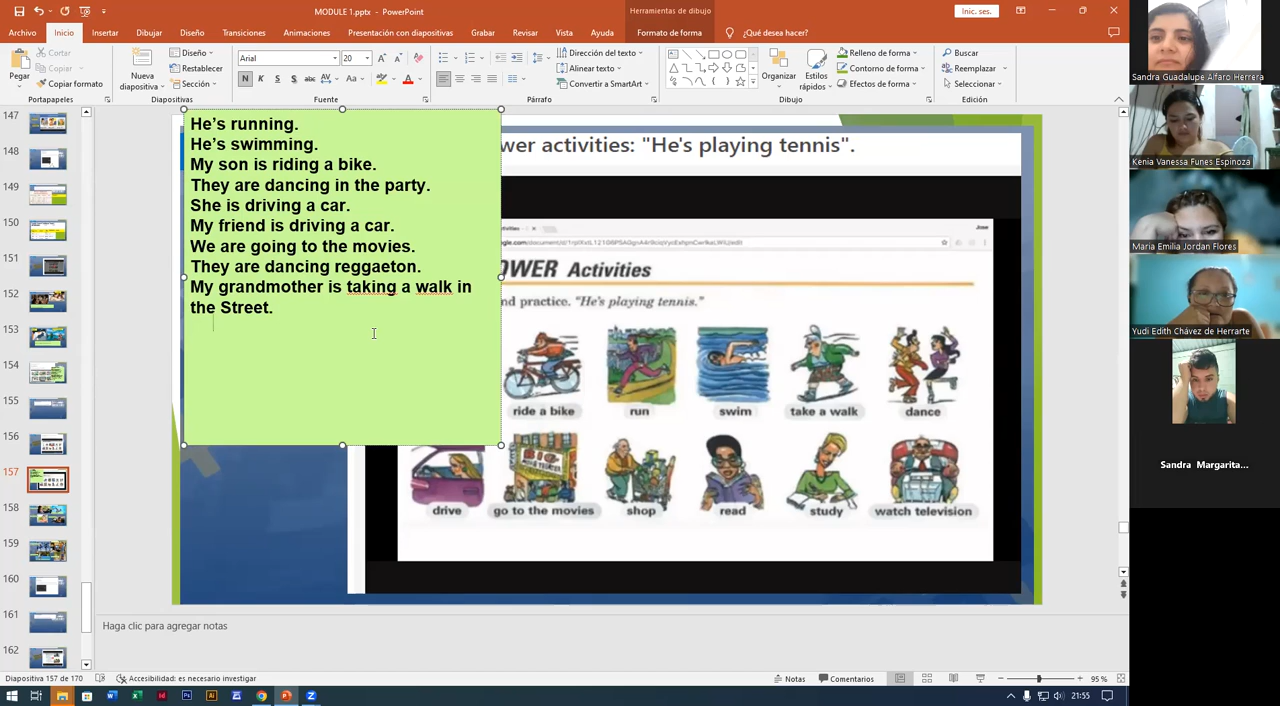 MODULE 1.pptx - PowerPoint
Herramientas de dibujo
Inic. ses.
Archivo
Inicio
Insertar
Dibujar
Diseño
Transiciones
Animaciones
Presentación con diapositivas
Grabar
Revisar
Vista
Ayuda
Formato de forma
¿Qué desea hacer?
Pegar
Cortar
Copiar
Copiar formato
Portapapeles
Nueva diapositiva
Diseño
Restablecer
Sección
Diapositivas
Arial
20
N K S S abc AV Aa
Fuente
Párrafo
Dirección del texto
Alinear texto
Convertir a SmartArt
Organizar
Estilos rápidos
Relleno de forma
Contorno de forma
Efectos de forma
Dibujo
Buscar
Reemplazar
Seleccionar
Edición
147
148
149
150
151
152
153
154
155
156
157
158
159
160
161
162
He's running.
He's swimming.
My son is riding a bike.
They are dancing in the party.
She is driving a car.
My friend is driving a car.
We are going to the movies.
They are dancing reggaeton.
My grandmother is taking a walk in
the Street.
wer activities: "He's playing tennis".
Jose
OWER Activities
nd practice. "He's playing tennis."
ride a bike
run
swim
take a walk
dance
drive
go to the movies
shop
read
study
watch television
Haga clic para agregar notas
Diapositiva 157 de 170
Accesibilidad: es necesario investigar
Notas
Comentarios
95 %
21:55
Sandra Guadalupe Alfaro Herrera
Kenia Vanessa Funes Espinoza
Maria Emilia Jordan Flores
Yudi Edith Chávez de Herrarte
Sandra Margarita...